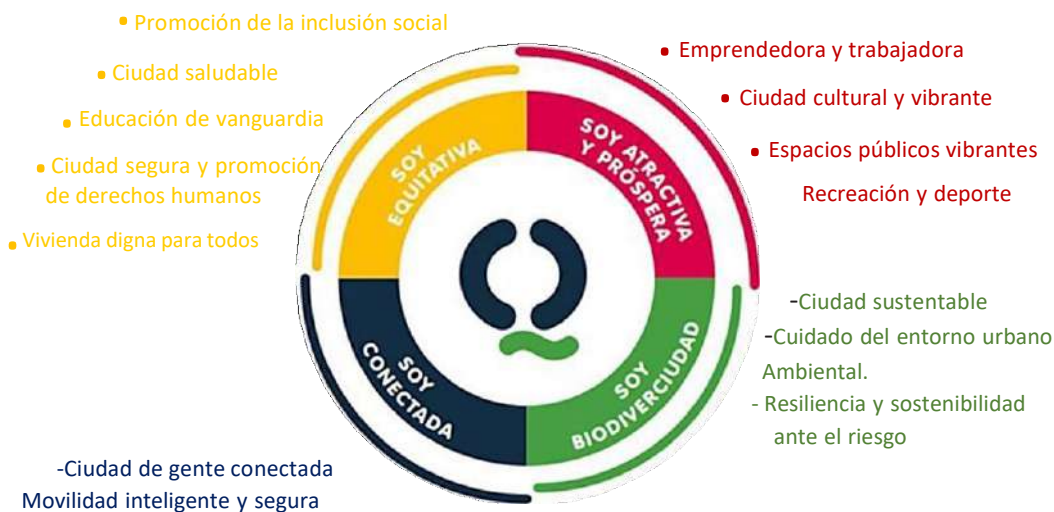 • Promoción de la inclusión social
• Ciudad saludable
• Educación de vanguardia
• Ciudad segura y promoción
de derechos humanos
• Vivienda digna para todos
• Emprendedora y trabajadora
• Ciudad cultural y vibrante
• Espacios públicos vibrantes
Recreación y deporte
SOY
EQUITATIVA
SOY ATRACTIVA
Y PRÓSPERA
SOY
CONECTADA
SOY
BIODIVERCIUDAD
-Ciudad sustentable
-Cuidado del entorno urbano
Ambiental.
- Resiliencia y sostenibilidad
ante el riesgo
-Ciudad de gente conectada
Movilidad inteligente y segura